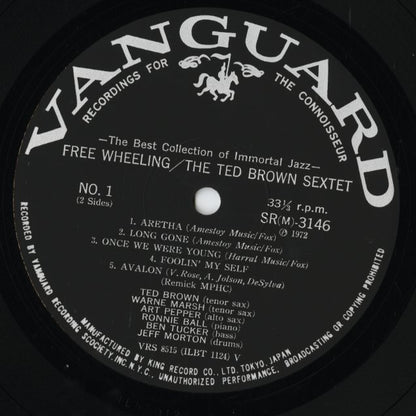 VANGUARD
RECORDINGS FOR THE CONNOISSEUR
—The Best Collection of Immortal Jazz—
FREE WHEELING/THE TED BROWN SEXTET
NO. 1
(2 Sides)
33⅓ r.p.m.
SR(M)-3146
Ⓟ 1972
1. ARETHA (Amestoy Music/Fox)
2. LONG GONE (Amestoy Music/Fox)
3. ONCE WE WERE YOUNG (Harral Music/Fox)
4. FOOLIN' MY SELF
5. AVALON (V. Rose, A. Jolson, DeSylva)
(Remick MPHC)
TED BROWN (tenor sax)
WARNE MARSH (tenor sax)
ART PEPPER (alto sax)
RONNIE BALL (piano)
BEN TUCKER (bass)
JEFF MORTON (drums)
VRS 8515 (ILBT 1124) V
MANUFACTURED BY KING RECORD CO., LTD. TOKYO. JAPAN
RECORDED BY VANGUARD RECORDING SCOCIETY, INC. N.Y.C., UNAUTHORIZED PERFORMANCE, BROADCASTING OR COPYING PROHIBITED